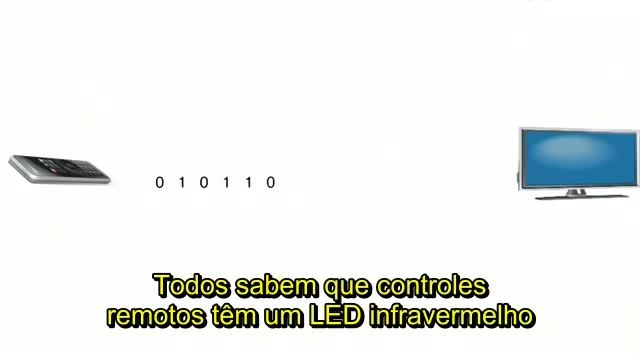 0 1 0 1 1 0
Todos sabem que controles
remotos têm um LED infravermelho